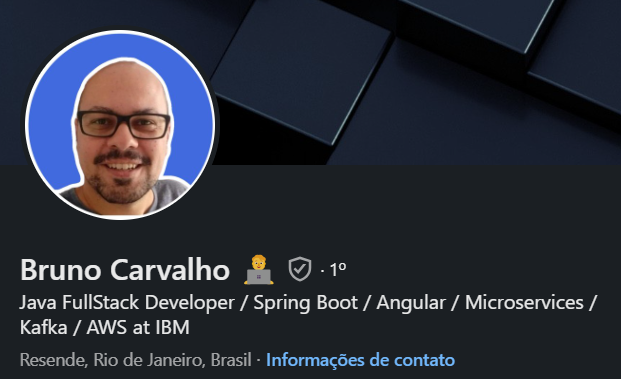 Bruno Carvalho 🧑‍💻 · 1º
Java FullStack Developer / Spring Boot / Angular / Microservices /
Kafka / AWS at IBM
Resende, Rio de Janeiro, Brasil · Informações de contato